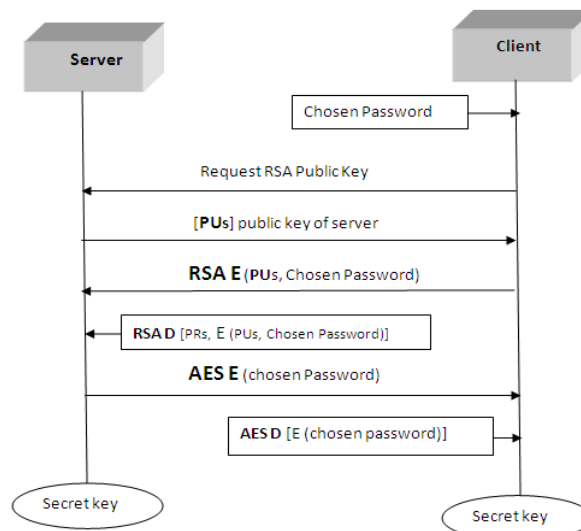 Server
Client
Chosen Password
Request RSA Public Key
[PUs] public key of server
RSA E (PUs, Chosen Password)
RSA D [PRs, E (PUs, Chosen Password)]
AES E (chosen Password)
AES D [E (chosen password)]
Secret key
Secret key